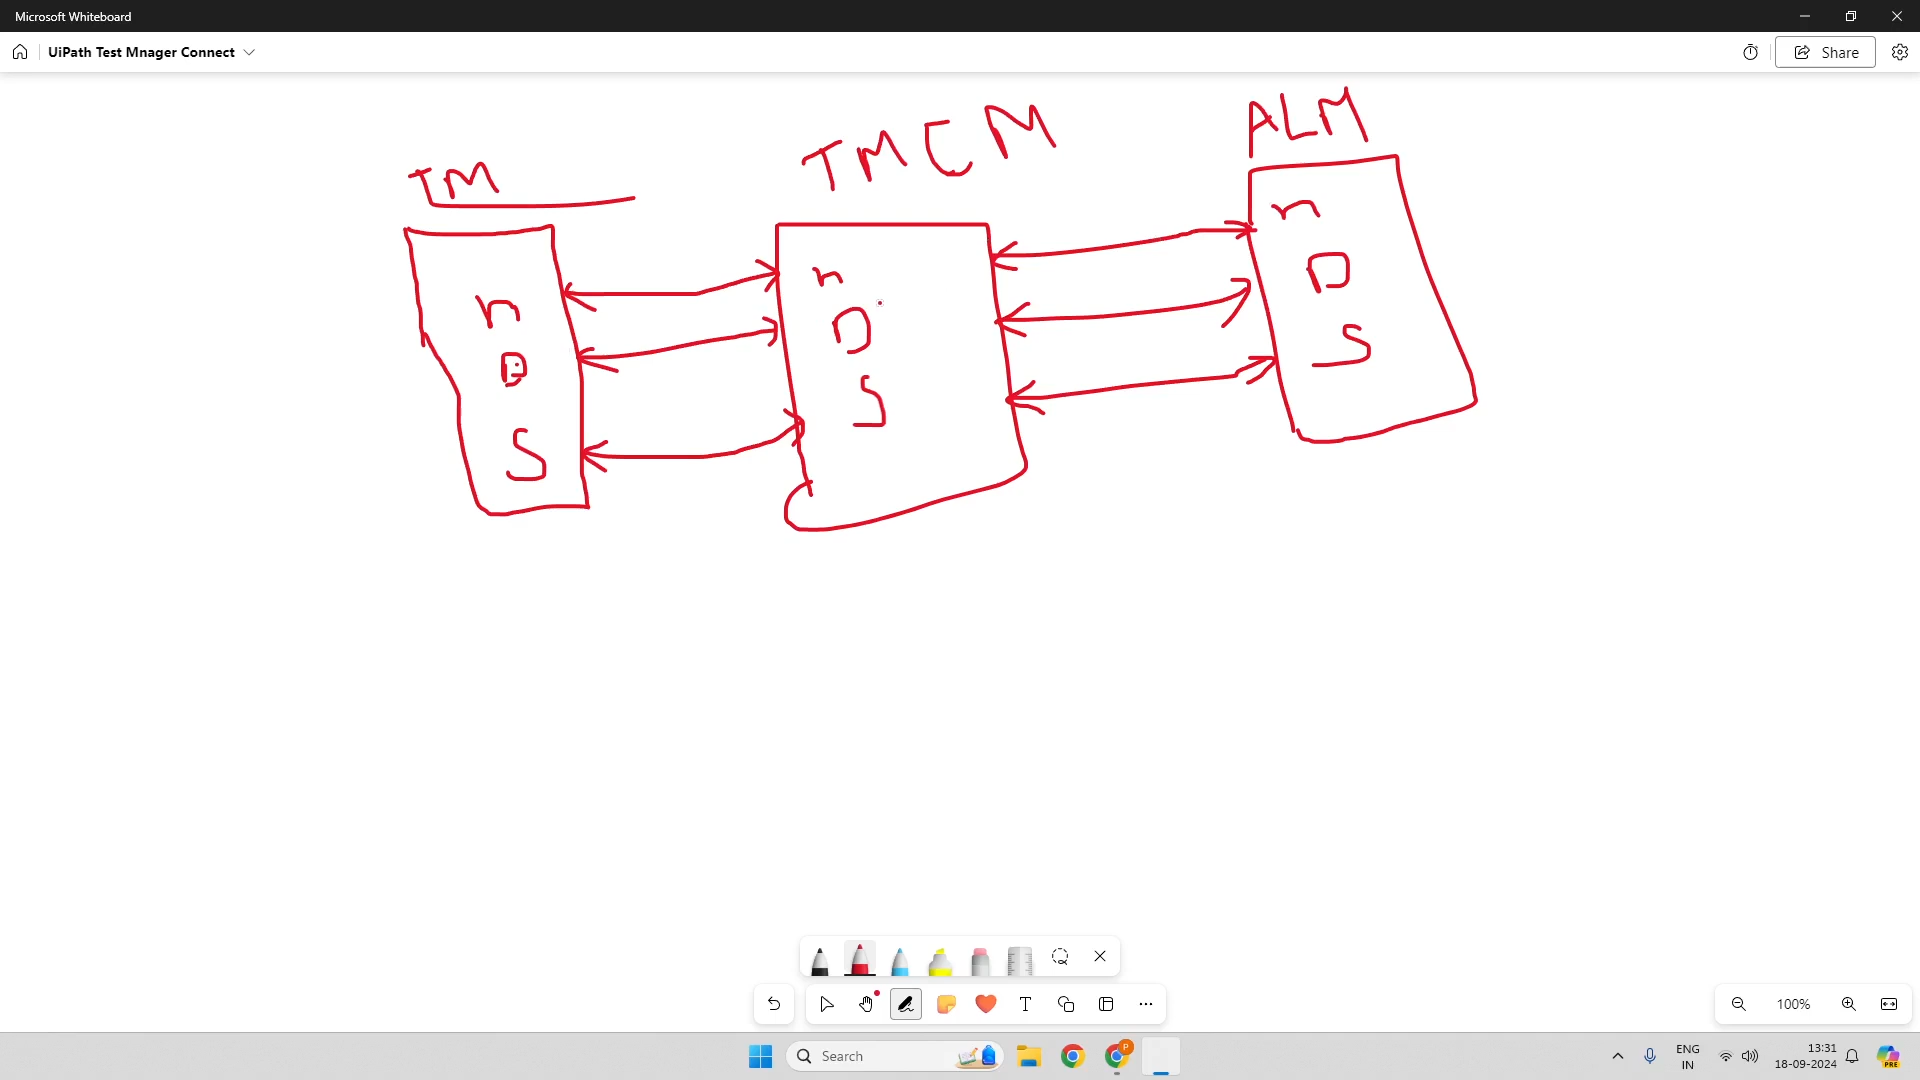 Microsoft Whiteboard
UiPath Test Mnager Connect
Share
TM
TMCM
ALM
n
D
S
n
D
S
n
D
S
T
100%
Search
P
ENG
IN
13:31
18-09-2024
PRE